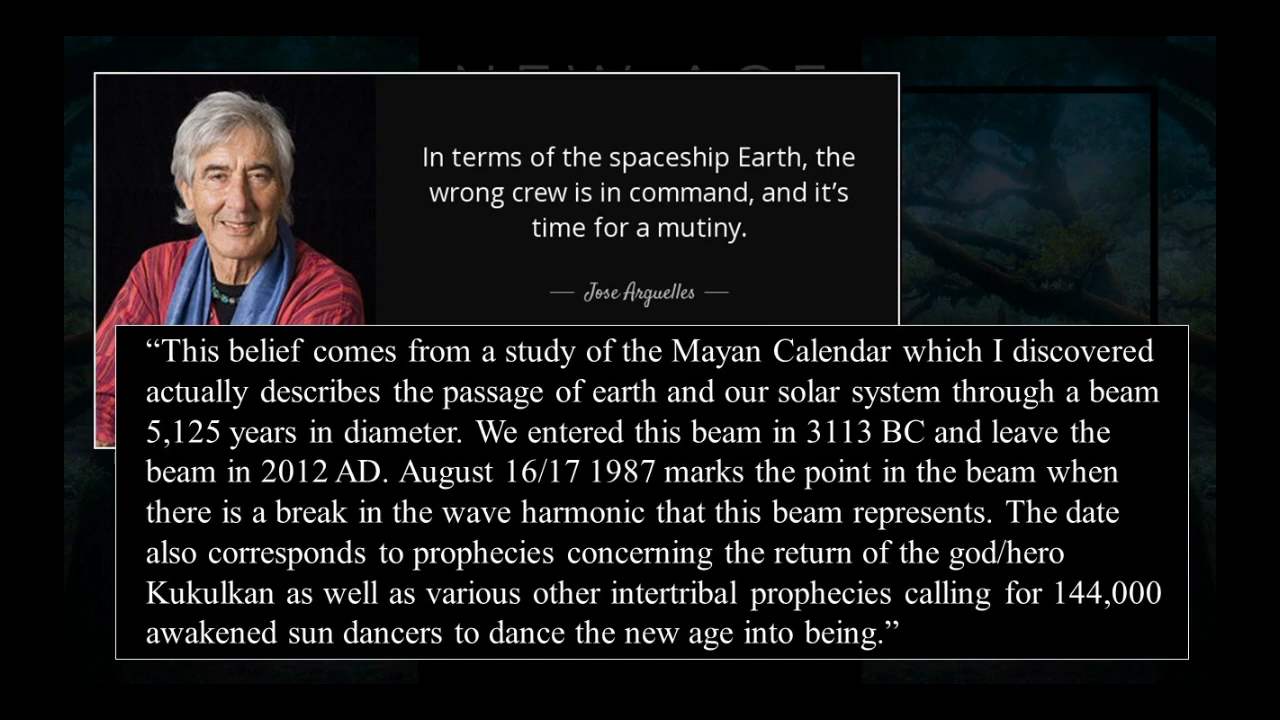 NEW AGE
In terms of the spaceship Earth, the
wrong crew is in command, and it’s
time for a mutiny.
— Jose Arguelles —
“This belief comes from a study of the Mayan Calendar which I discovered
actually describes the passage of earth and our solar system through a beam
5,125 years in diameter. We entered this beam in 3113 BC and leave the
beam in 2012 AD. August 16/17 1987 marks the point in the beam when
there is a break in the wave harmonic that this beam represents. The date
also corresponds to prophecies concerning the return of the god/hero
Kukulkan as well as various other intertribal prophecies calling for 144,000
awakened sun dancers to dance the new age into being.”